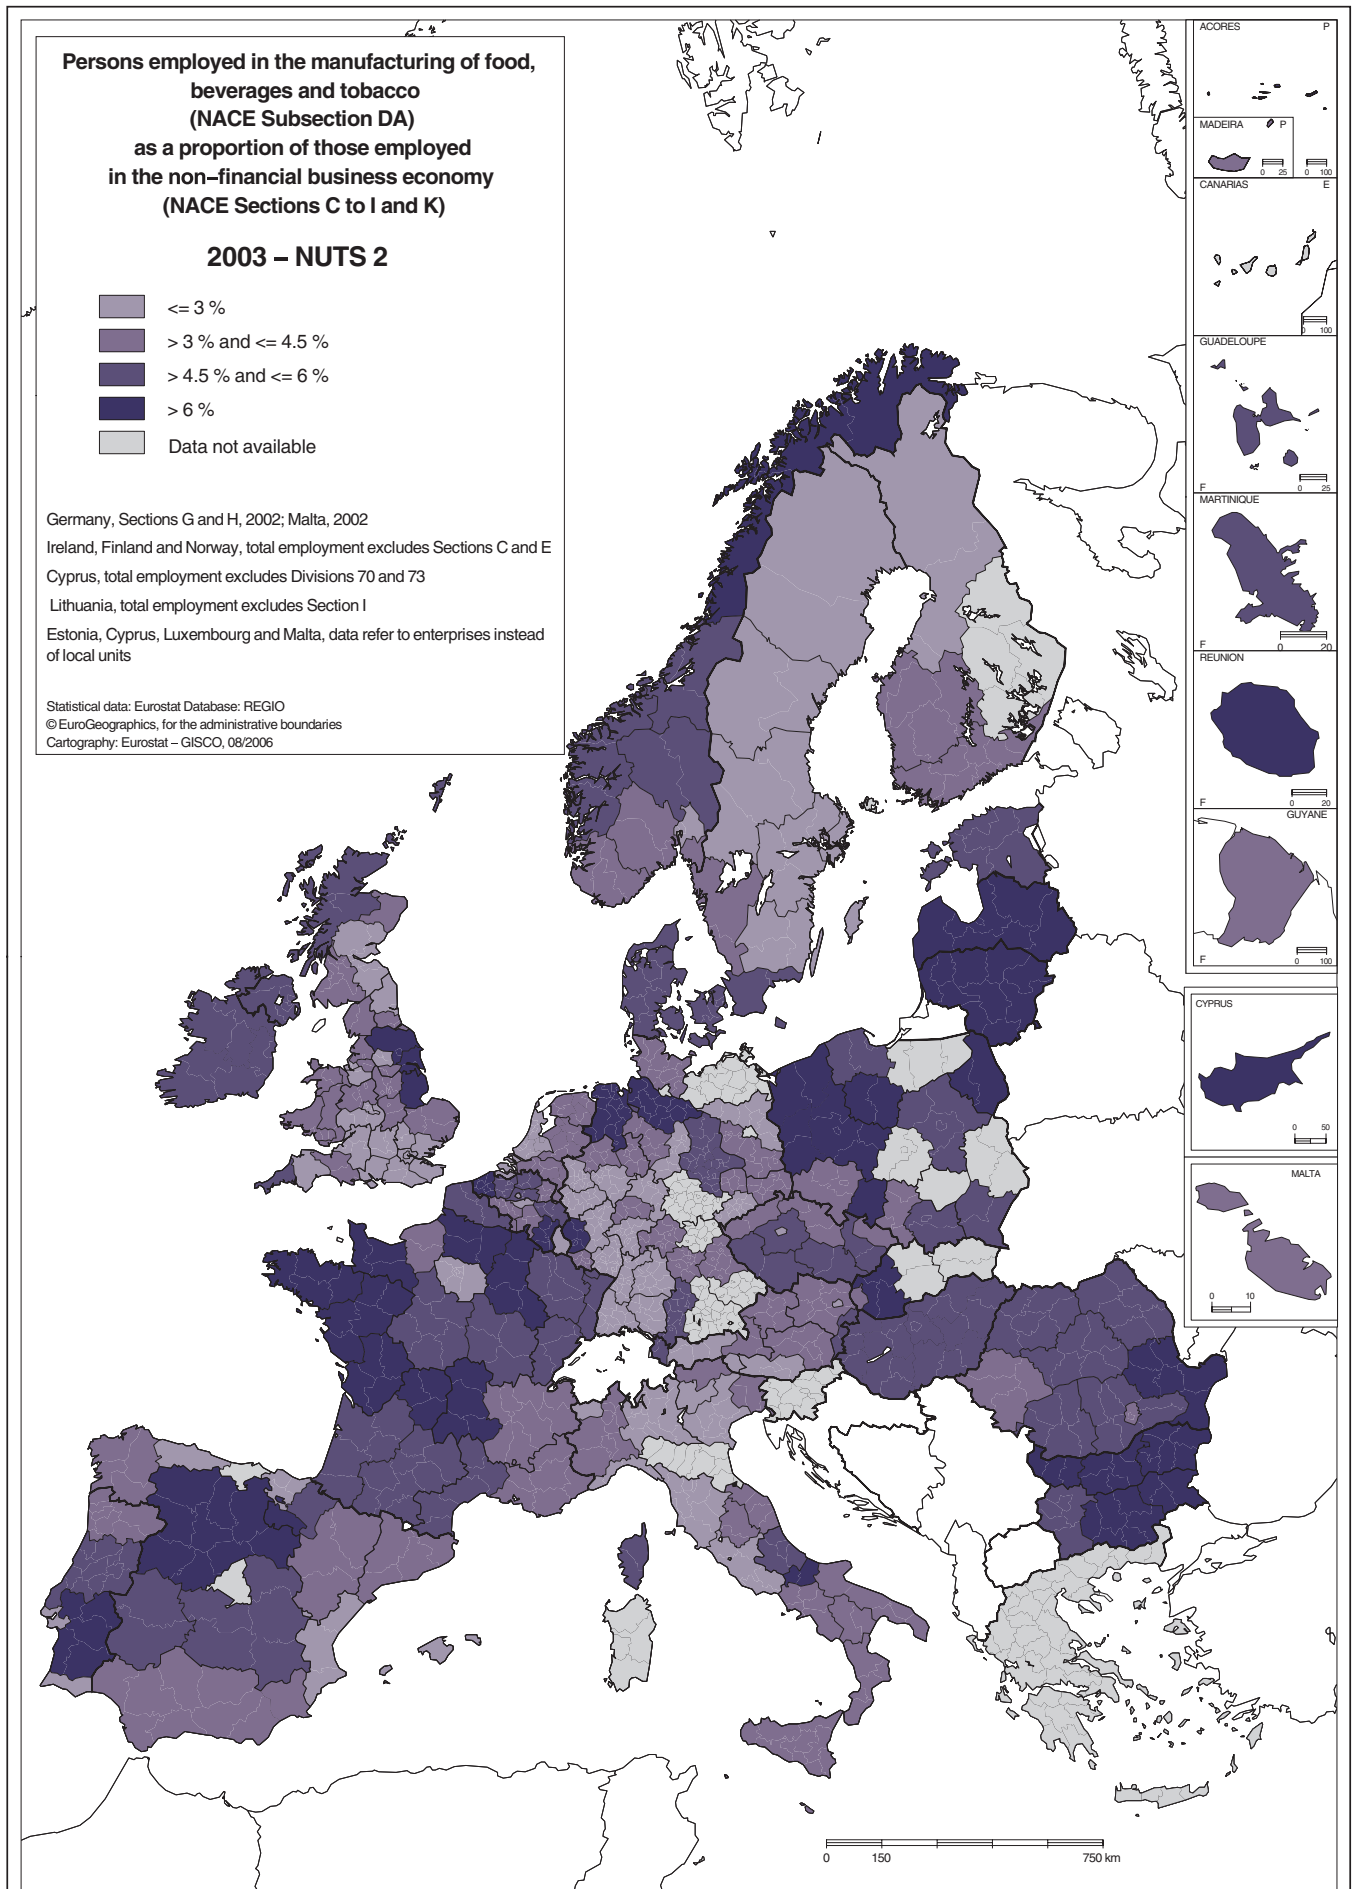 Persons employed in the manufacturing of food,
beverages and tobacco
(NACE Subsection DA)
as a proportion of those employed
in the non–financial business economy
(NACE Sections C to I and K)
2003 – NUTS 2
<= 3 %
> 3 % and <= 4.5 %
> 4.5 % and <= 6 %
> 6 %
Data not available
Germany, Sections G and H, 2002; Malta, 2002
Ireland, Finland and Norway, total employment excludes Sections C and E
Cyprus, total employment excludes Divisions 70 and 73
Lithuania, total employment excludes Section I
Estonia, Cyprus, Luxembourg and Malta, data refer to enterprises instead
of local units
Statistical data: Eurostat Database: REGIO
© EuroGeographics, for the administrative boundaries
Cartography: Eurostat – GISCO, 08/2006
ACORES P
MADEIRA P
0 25 0 100
CANARIAS E
0 100
GUADELOUPE
F 0 25
MARTINIQUE
F 0 20
REUNION
F 0 20
GUYANE
F 0 100
CYPRUS
0 50
MALTA
0 10
0 150 750 km